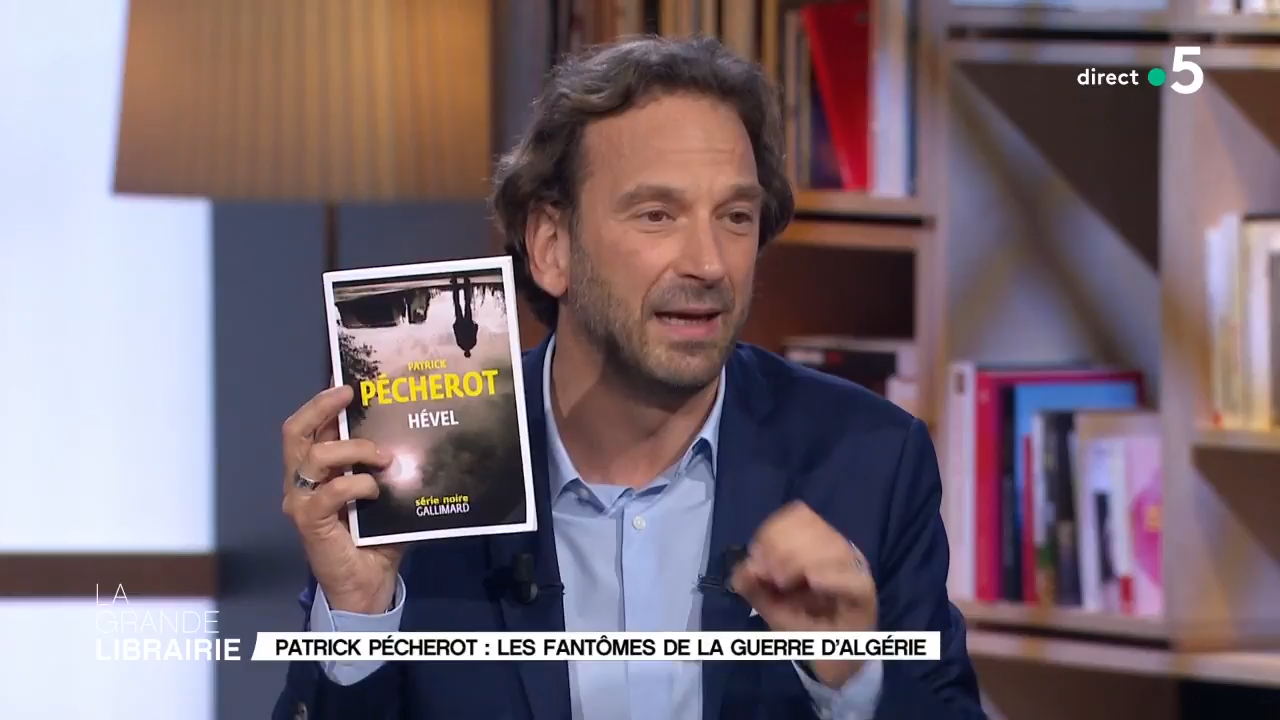 direct 5
PATRICK
PÉCHEROT
HÉVEL
série noire
GALLIMARD
LA
GRANDE
LIBRAIRIE
PATRICK PÉCHEROT : LES FANTÔMES DE LA GUERRE D'ALGÉRIE